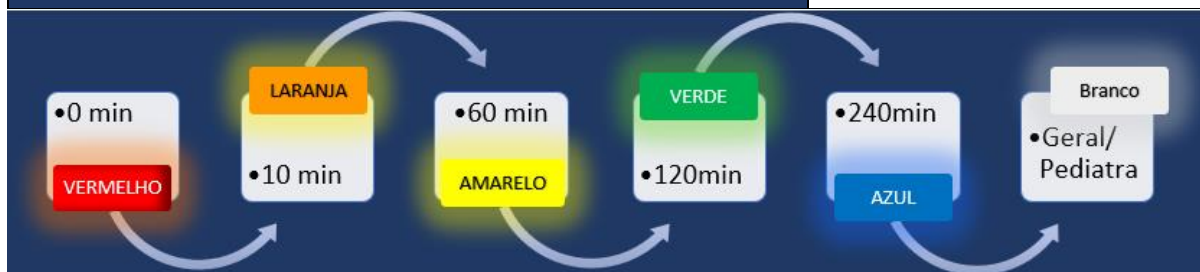 •0 min
VERMELHO
LARANJA
•10 min
•60 min
AMARELO
VERDE
•120min
•240min
AZUL
Branco
•Geral/
Pediatra